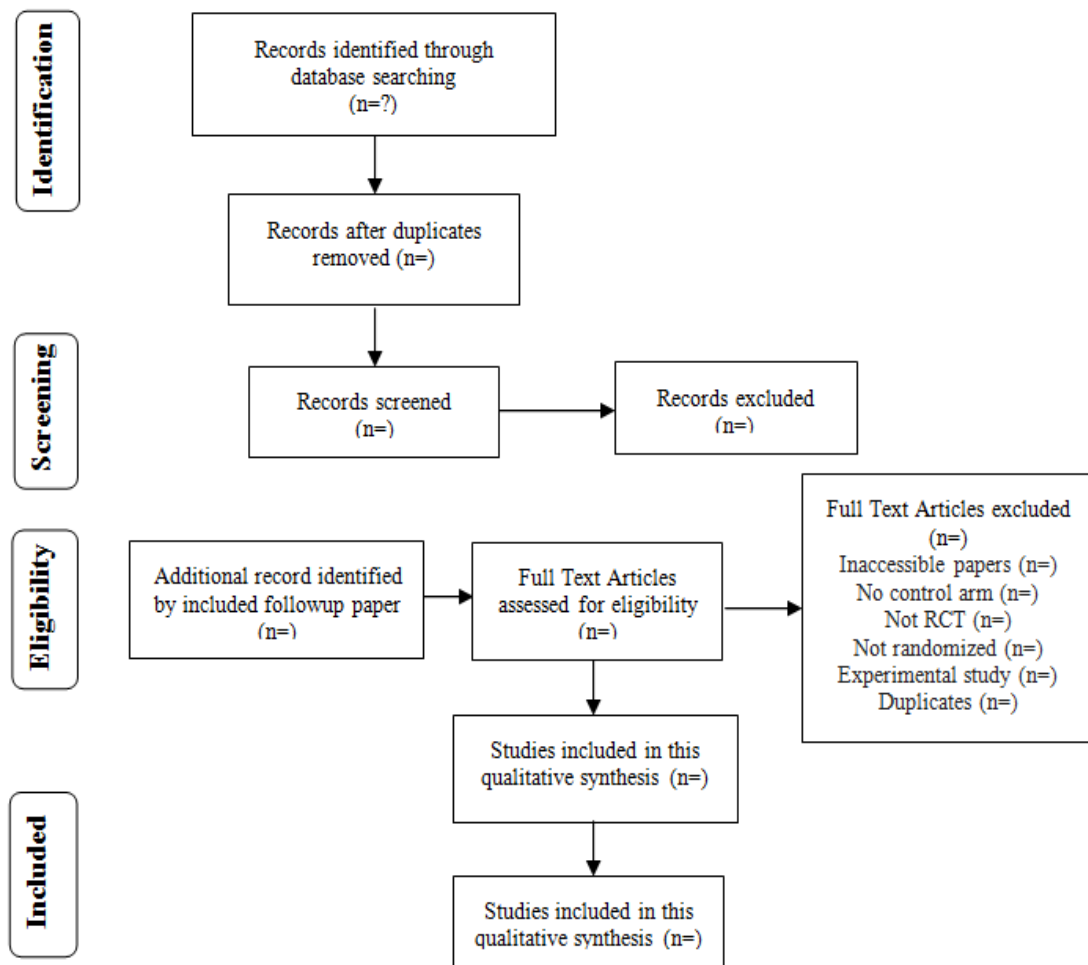 Identification
Records identified through
database searching
(n=?)
Records after duplicates
removed (n=)
Screening
Records screened
(n=)
Records excluded
(n=)
Eligibility
Additional record identified
by included followup paper
(n=)
Full Text Articles
assessed for eligibility
(n=)
Full Text Articles excluded
(n=)
Inaccessible papers (n=)
No control arm (n=)
Not RCT (n=)
Not randomized (n=)
Experimental study (n=)
Duplicates (n=)
Included
Studies included in this
qualitative synthesis (n=)
Studies included in this
qualitative synthesis (n=)